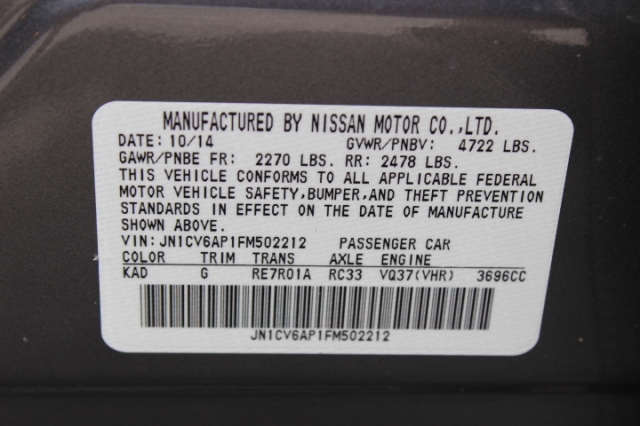 MANUFACTURED BY NISSAN MOTOR CO.,LTD.
DATE: 10/14 GVWR/PNBV: 4722 LBS.
GAWR/PNBE FR: 2270 LBS. RR: 2478 LBS.
THIS VEHICLE CONFORMS TO ALL APPLICABLE FEDERAL
MOTOR VEHICLE SAFETY,BUMPER,AND THEFT PREVENTION
STANDARDS IN EFFECT ON THE DATE OF MANUFACTURE
SHOWN ABOVE.
VIN:JN1CV6AP1FM502212 PASSENGER CAR
COLOR TRIM TRANS AXLE ENGINE
KAD G RE7R01A RC33 VQ37(VHR) 3696CC
JN1CV6AP1FM502212